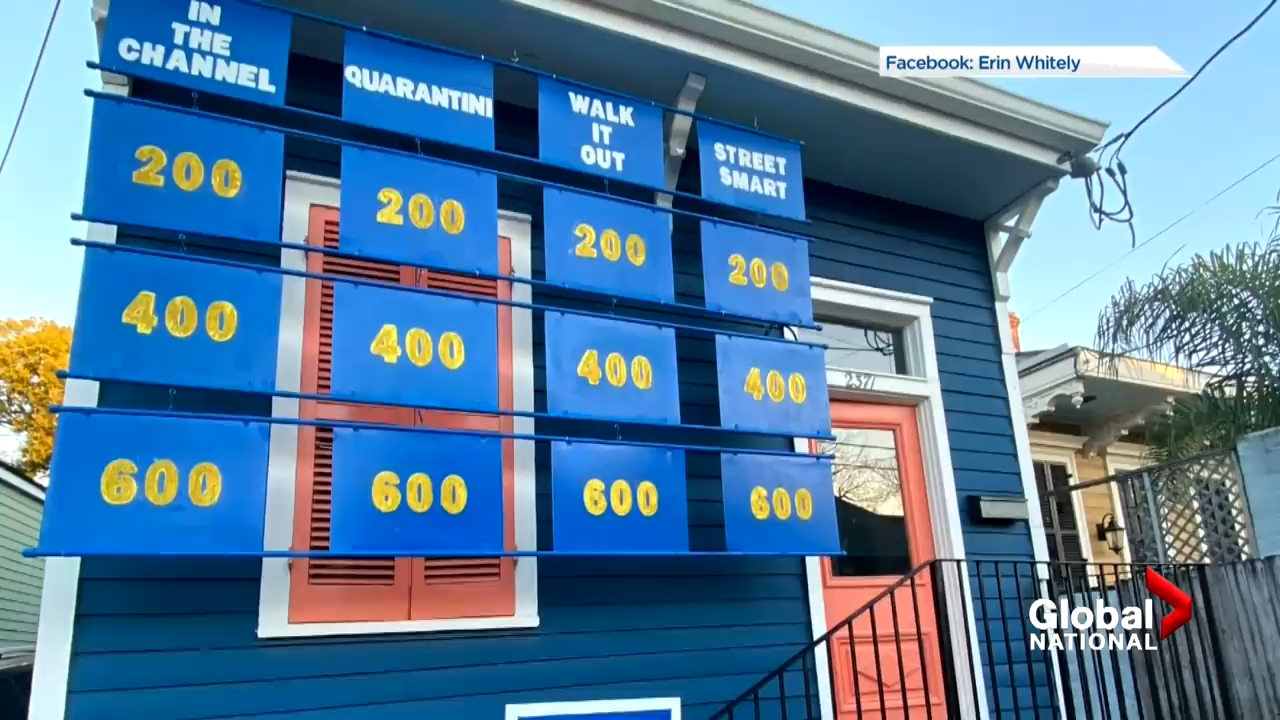 Facebook: Erin Whitely
IN
THE
CHANNEL
QUARANTINI
WALK
IT
OUT
STREET
SMART
200
200
200
200
400
400
400
400
600
600
600
600
2371
Global
NATIONAL